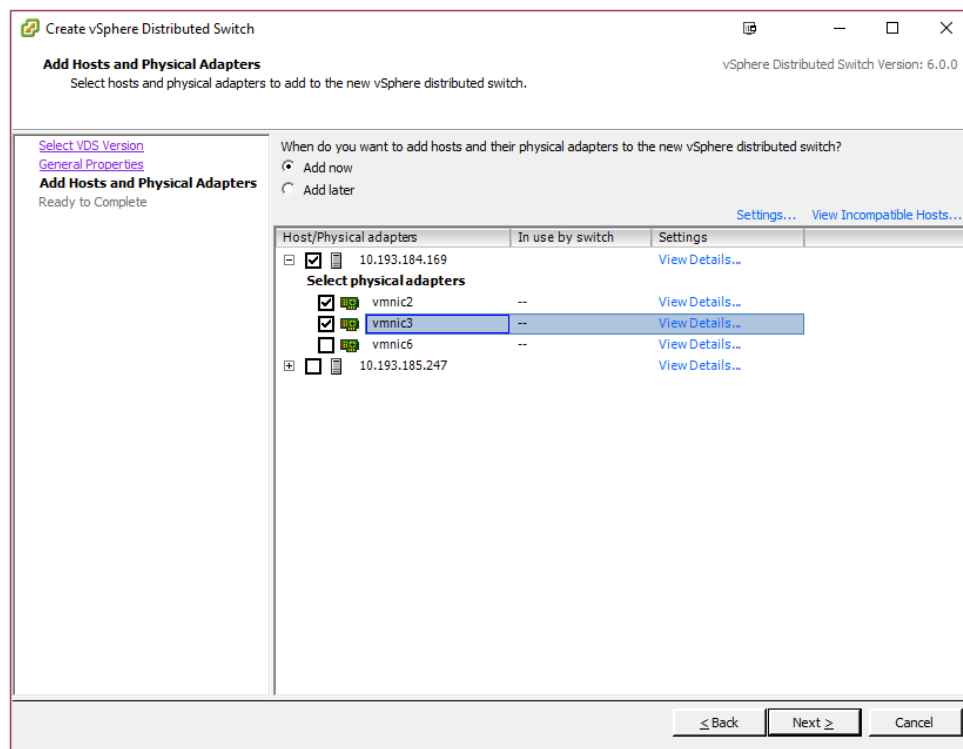 Create vSphere Distributed Switch
Add Hosts and Physical Adapters
vSphere Distributed Switch Version: 6.0.0
Select hosts and physical adapters to add to the new vSphere distributed switch.
Select VDS Version
General Properties
Add Hosts and Physical Adapters
Ready to Complete
When do you want to add hosts and their physical adapters to the new vSphere distributed switch?
Add now
Add later
Settings... View Incompatible Hosts...
Host/Physical adapters In use by switch Settings
10.193.184.169 View Details...
Select physical adapters
vmnic2 -- View Details...
vmnic3 -- View Details...
vmnic6 -- View Details...
10.193.185.247 View Details...
< Back Next > Cancel